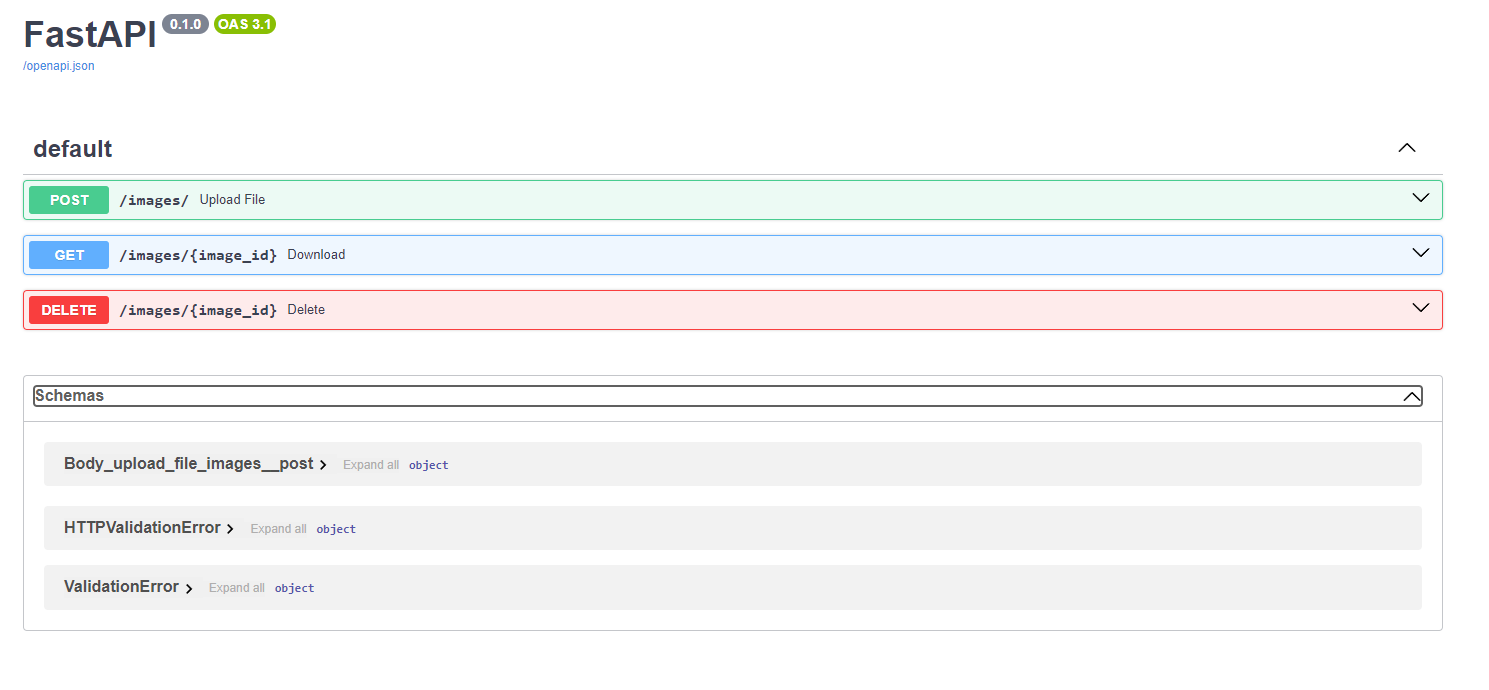 FastAPI 0.1.0 OAS 3.1
/openapi.json
default
POST /images/ Upload File
GET /images/{image_id} Download
DELETE /images/{image_id} Delete
Schemas
Body_upload_file_images__post Expand all object
HTTPValidationError Expand all object
ValidationError Expand all object